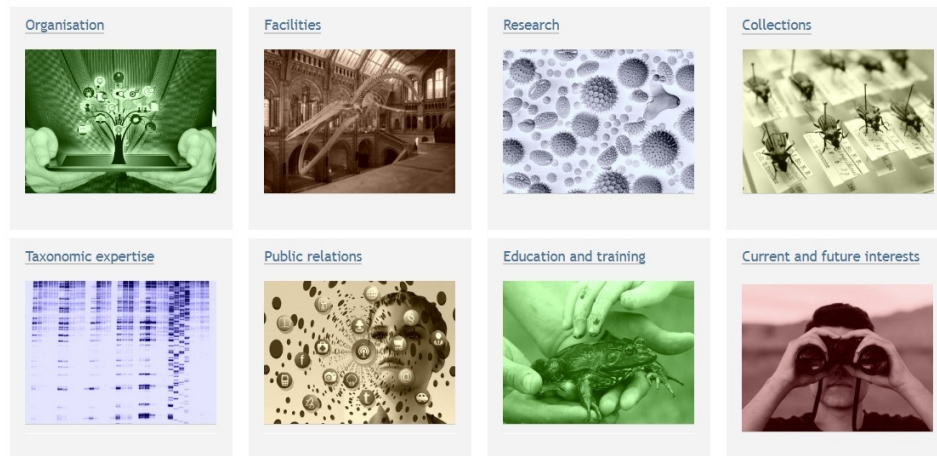 Organisation
Facilities
Research
Collections
Taxonomic expertise
Public relations
Education and training
Current and future interests